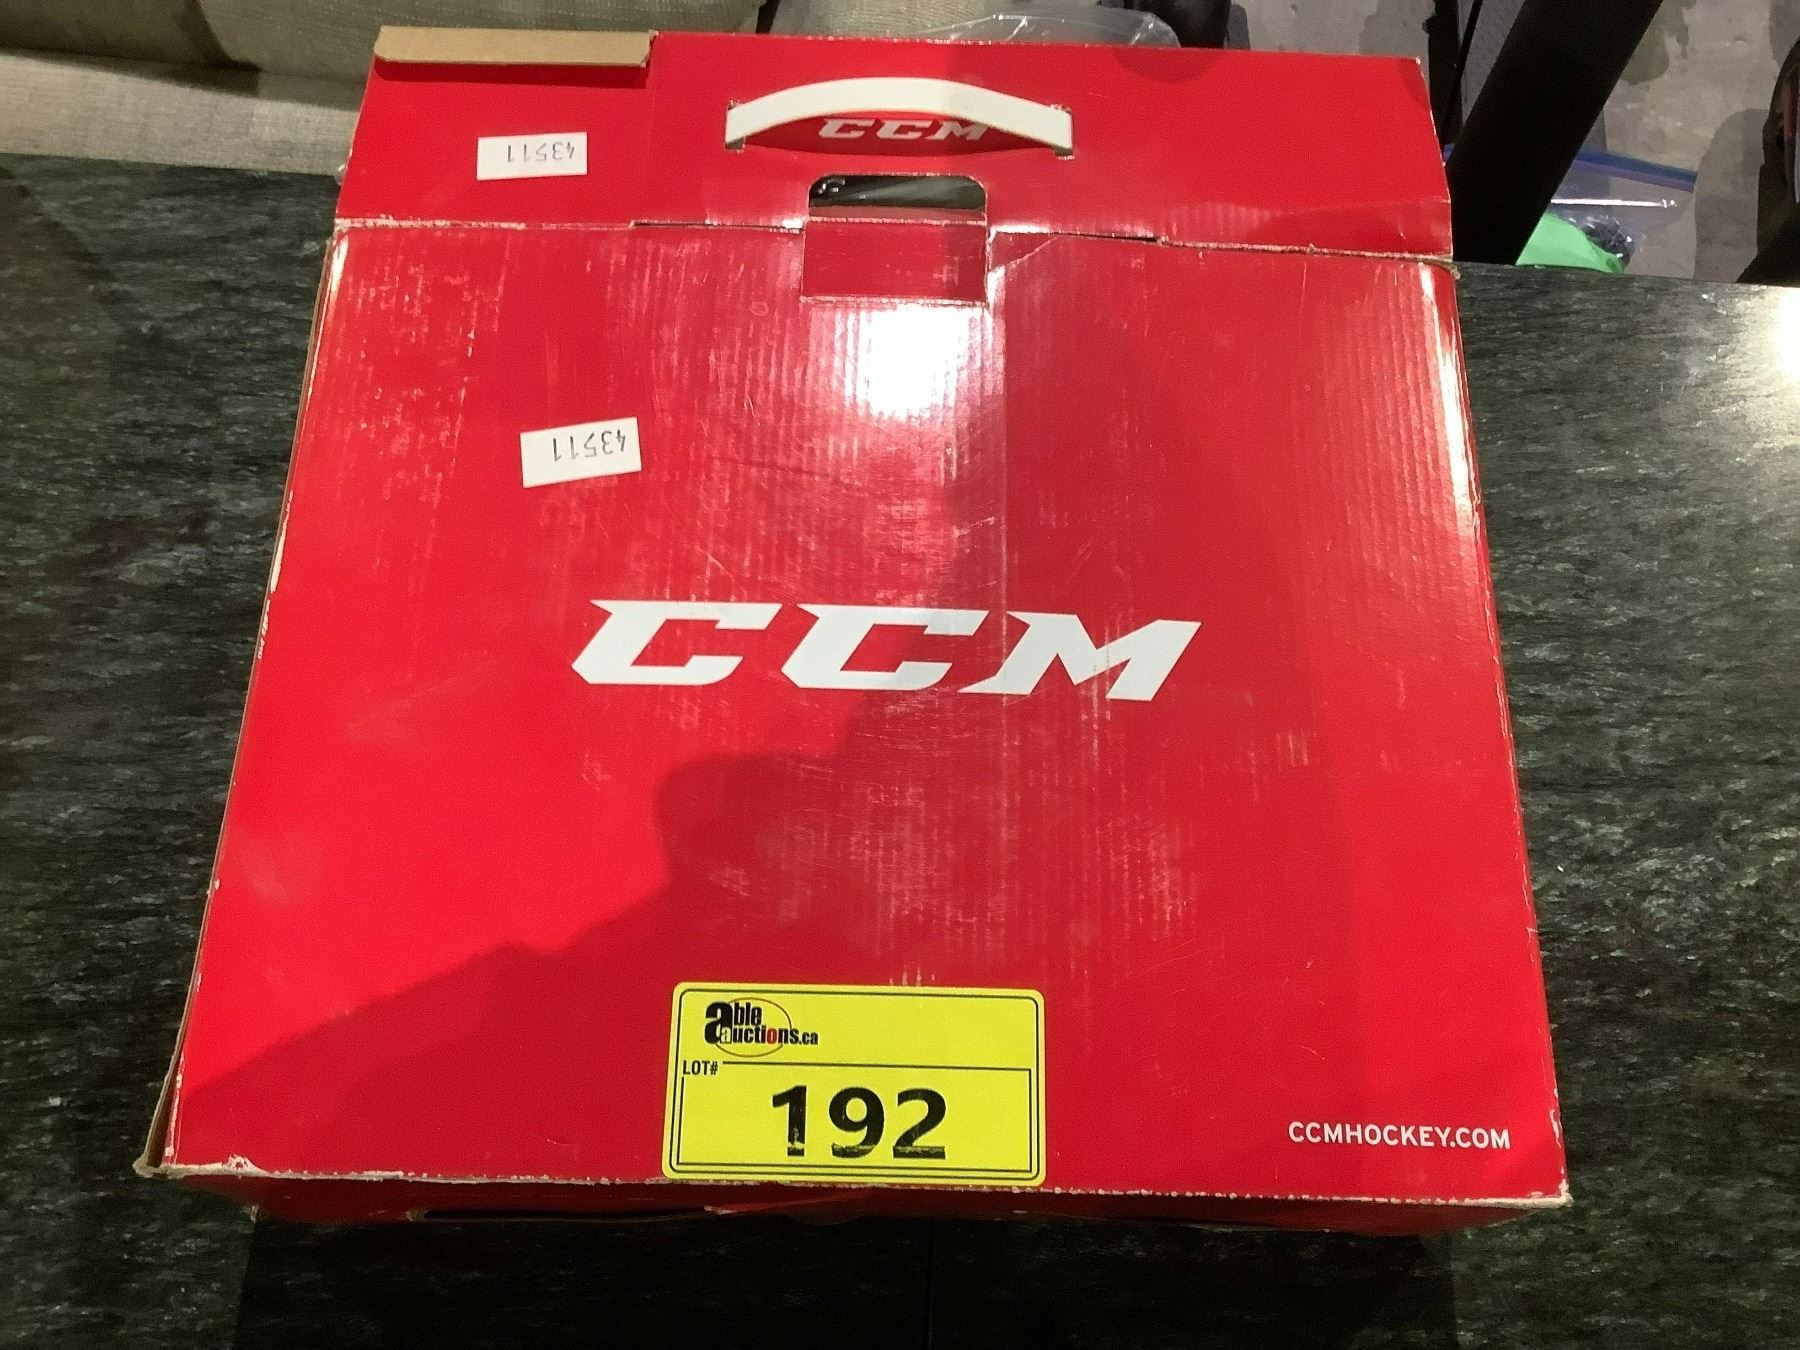 CCM
43511
43511
CCM
able
auctions.ca
LOT#
192
CCMHOCKEY.COM